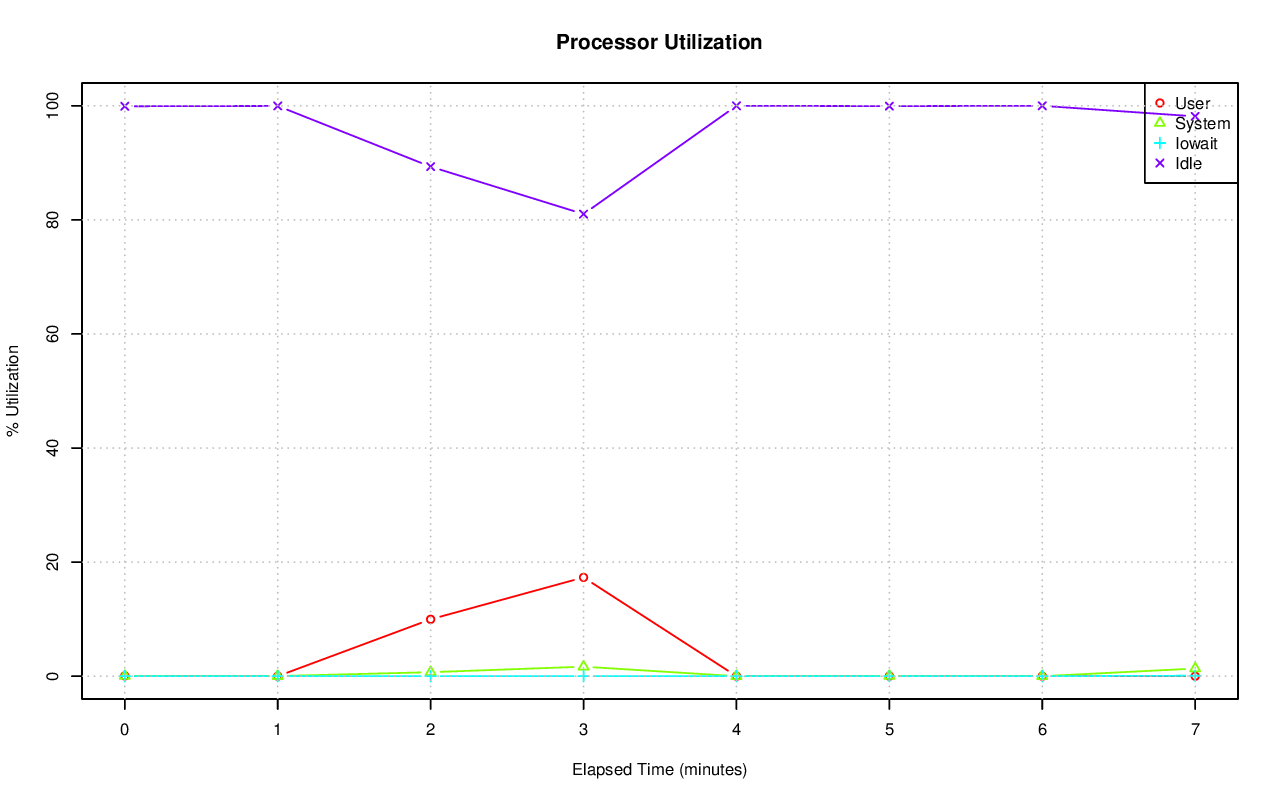 Processor Utilization
100
80
60
40
20
0
% Utilization
User
System
Iowait
Idle
0 1 2 3 4 5 6 7
Elapsed Time (minutes)